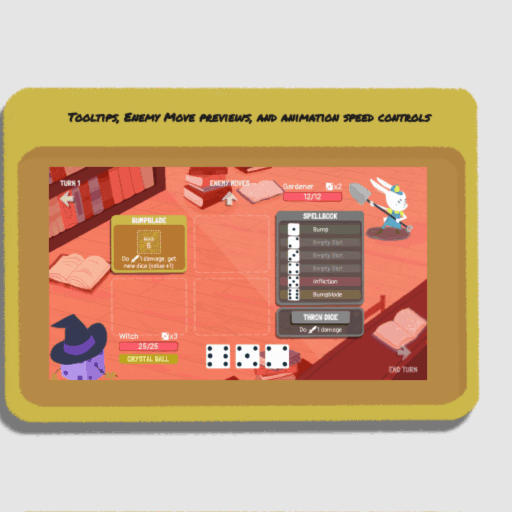 Tooltips, Enemy Move previews, and animation speed controls
TURN 1
ENEMY MOVES
Gardener x2
12/12
BUMPBLADE
MAX
5
Do 1 damage, get
new dice (value +1)
SPELLBOOK
Bump
Empty Slot
Empty Slot
Empty Slot
Infliction
BumpBlade
THROW DICE
Do 1 damage
Witch x3
25/25
CRYSTAL BALL
END TURN